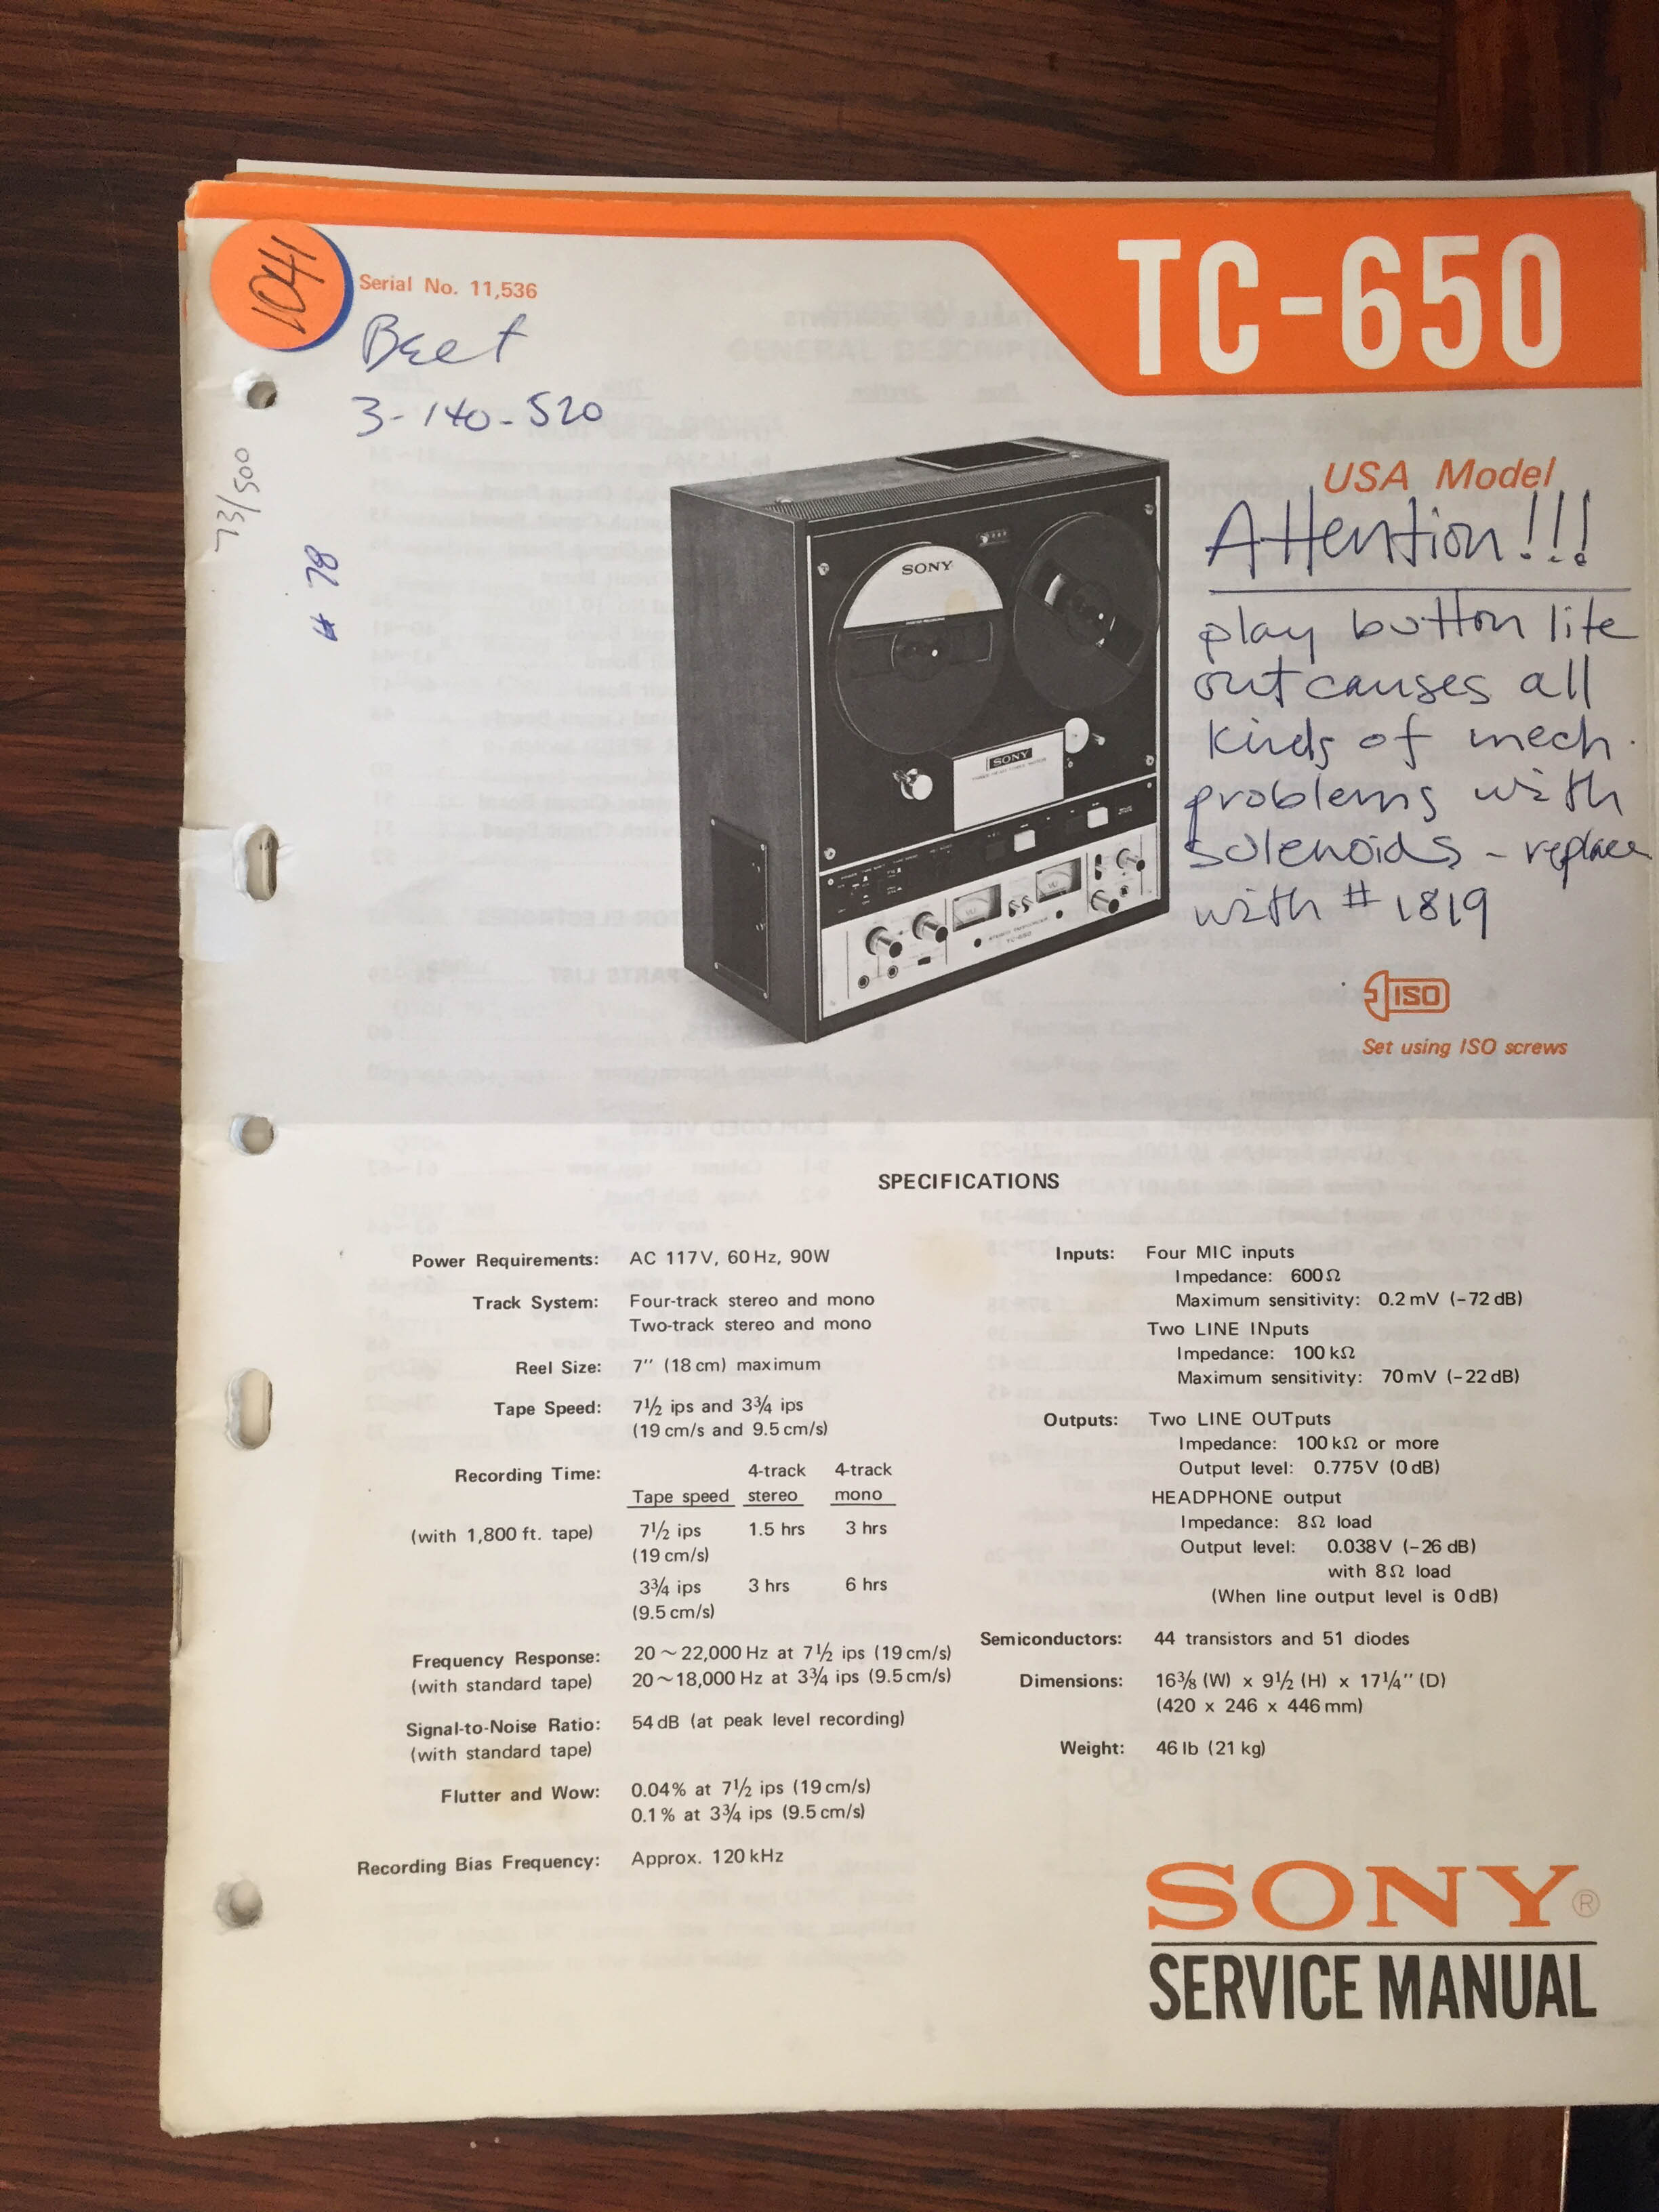 TC-650
1041
Serial No. 11,536
3-140-520
73/500
# 78
USA Model
Attention!!!
play button lite
out causes all
kinds of mech.
problems with
solenoids - replace
with # 1819
SONY
SONY
ISO
Set using ISO screws
SPECIFICATIONS
Power Requirements: AC 117V, 60 Hz, 90W
Track System: Four-track stereo and mono
Two-track stereo and mono
Reel Size: 7'' (18 cm) maximum
Tape Speed: 7½ ips and 3¾ ips
(19 cm/s and 9.5 cm/s)
Recording Time: 4-track 4-track
Tape speed stereo mono
(with 1,800 ft. tape) 7½ ips 1.5 hrs 3 hrs
(19 cm/s)
3¾ ips 3 hrs 6 hrs
(9.5 cm/s)
Frequency Response: 20 ~ 22,000 Hz at 7½ ips (19 cm/s)
(with standard tape) 20~18,000 Hz at 3¾ ips (9.5 cm/s)
Signal-to-Noise Ratio: 54 dB (at peak level recording)
(with standard tape)
Flutter and Wow: 0.04% at 7½ ips (19 cm/s)
0.1% at 3¾ ips (9.5 cm/s)
Recording Bias Frequency: Approx. 120 kHz
Inputs: Four MIC inputs
Impedance: 600 Ω
Maximum sensitivity: 0.2 mV (-72 dB)
Two LINE INputs
Impedance: 100 kΩ
Maximum sensitivity: 70 mV (-22 dB)
Outputs: Two LINE OUTputs
Impedance: 100 kΩ or more
Output level: 0.775V (0 dB)
HEADPHONE output
Impedance: 8Ω load
Output level: 0.038V (-26 dB)
with 8Ω load
(When line output level is 0 dB)
Semiconductors: 44 transistors and 51 diodes
Dimensions: 16⅜ (W) x 9½ (H) x 17¼'' (D)
(420 x 246 x 446 mm)
Weight: 46 lb (21 kg)
SONY®
SERVICE MANUAL